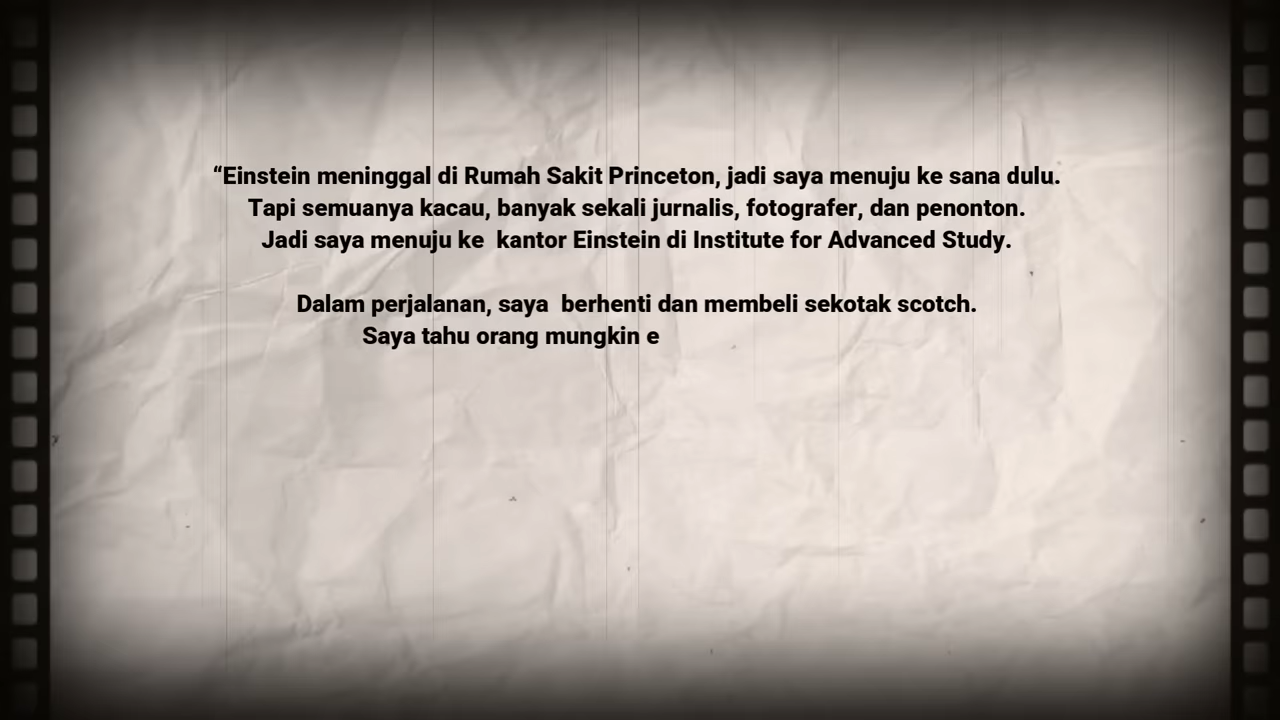 “Einstein meninggal di Rumah Sakit Princeton, jadi saya menuju ke sana dulu.
Tapi semuanya kacau, banyak sekali jurnalis, fotografer, dan penonton.
Jadi saya menuju ke  kantor Einstein di Institute for Advanced Study.
Dalam perjalanan, saya  berhenti dan membeli sekotak scotch.
Saya tahu orang mungkin e